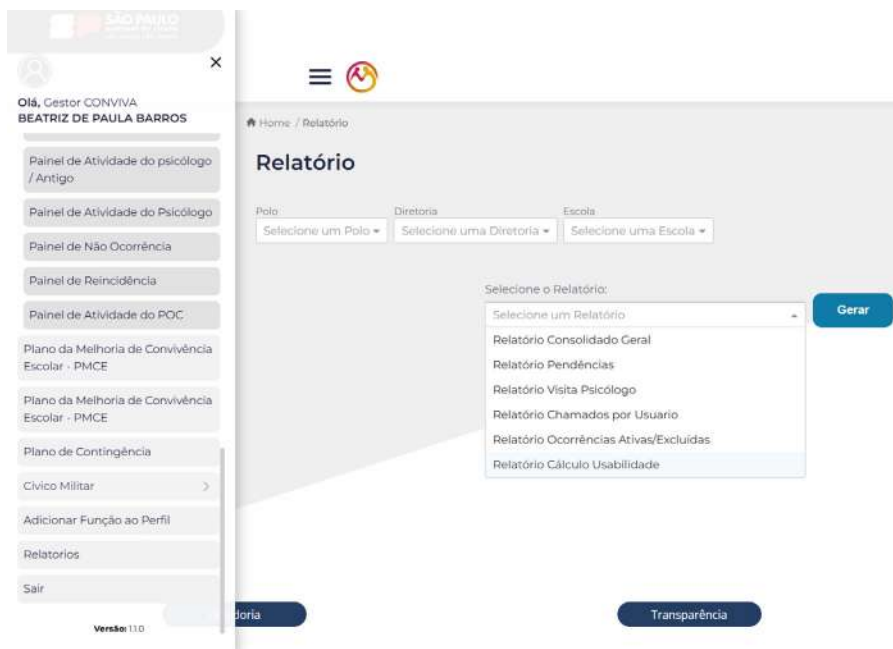 SÃO PAULO
×
Olá, Gestor CONVIVA
BEATRIZ DE PAULA BARROS
Painel de Atividade do psicólogo
/ Antigo
Painel de Atividade do Psicólogo
Painel de Não Ocorrência
Painel de Reincidência
Painel de Atividade do POC
Plano da Melhoria de Convivência
Escolar - PMCE
Plano da Melhoria de Convivência
Escolar - PMCE
Plano de Contingência
Cívico Militar
Adicionar Função ao Perfil
Relatorios
Sair
Versão: 1.1.0
Home / Relatório
Relatório
Polo Diretoria Escola
Selecione um Polo Selecione uma Diretoria Selecione uma Escola
Selecione o Relatório:
Selecione um Relatório Gerar
Relatório Consolidado Geral
Relatório Pendências
Relatório Visita Psicólogo
Relatório Chamados por Usuario
Relatório Ocorrências Ativas/Excluídas
Relatório Cálculo Usabilidade
doria Transparência